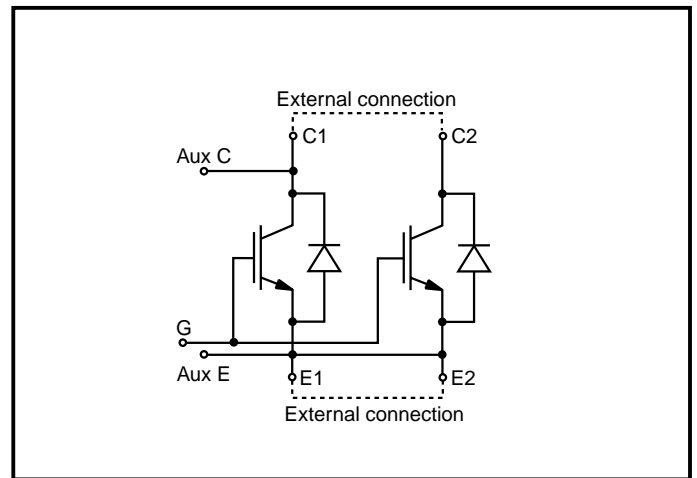 External connection
C1
C2
Aux C
G
Aux E
E1
E2
External connection